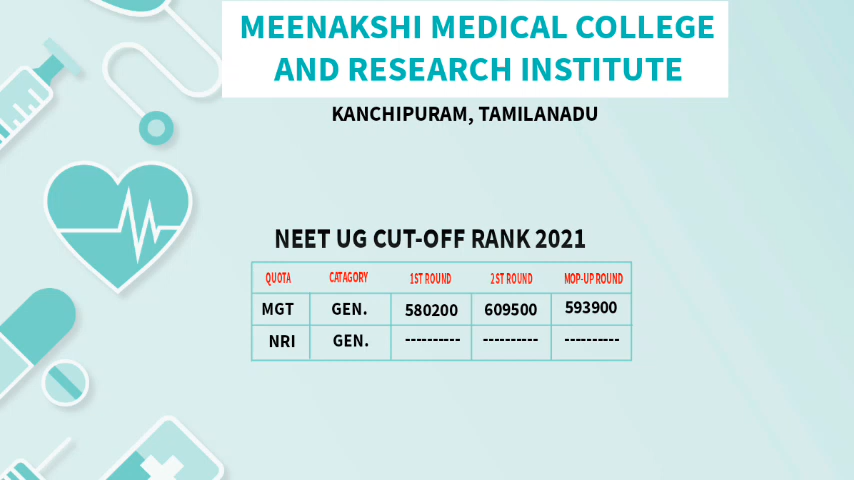 MEENAKSHI MEDICAL COLLEGE
AND RESEARCH INSTITUTE
KANCHIPURAM, TAMILANADU
NEET UG CUT-OFF RANK 2021
QUOTA CATAGORY 1ST ROUND 2ST ROUND MOP-UP ROUND
MGT GEN. 580200 609500 593900
NRI GEN. ---------- ---------- ----------